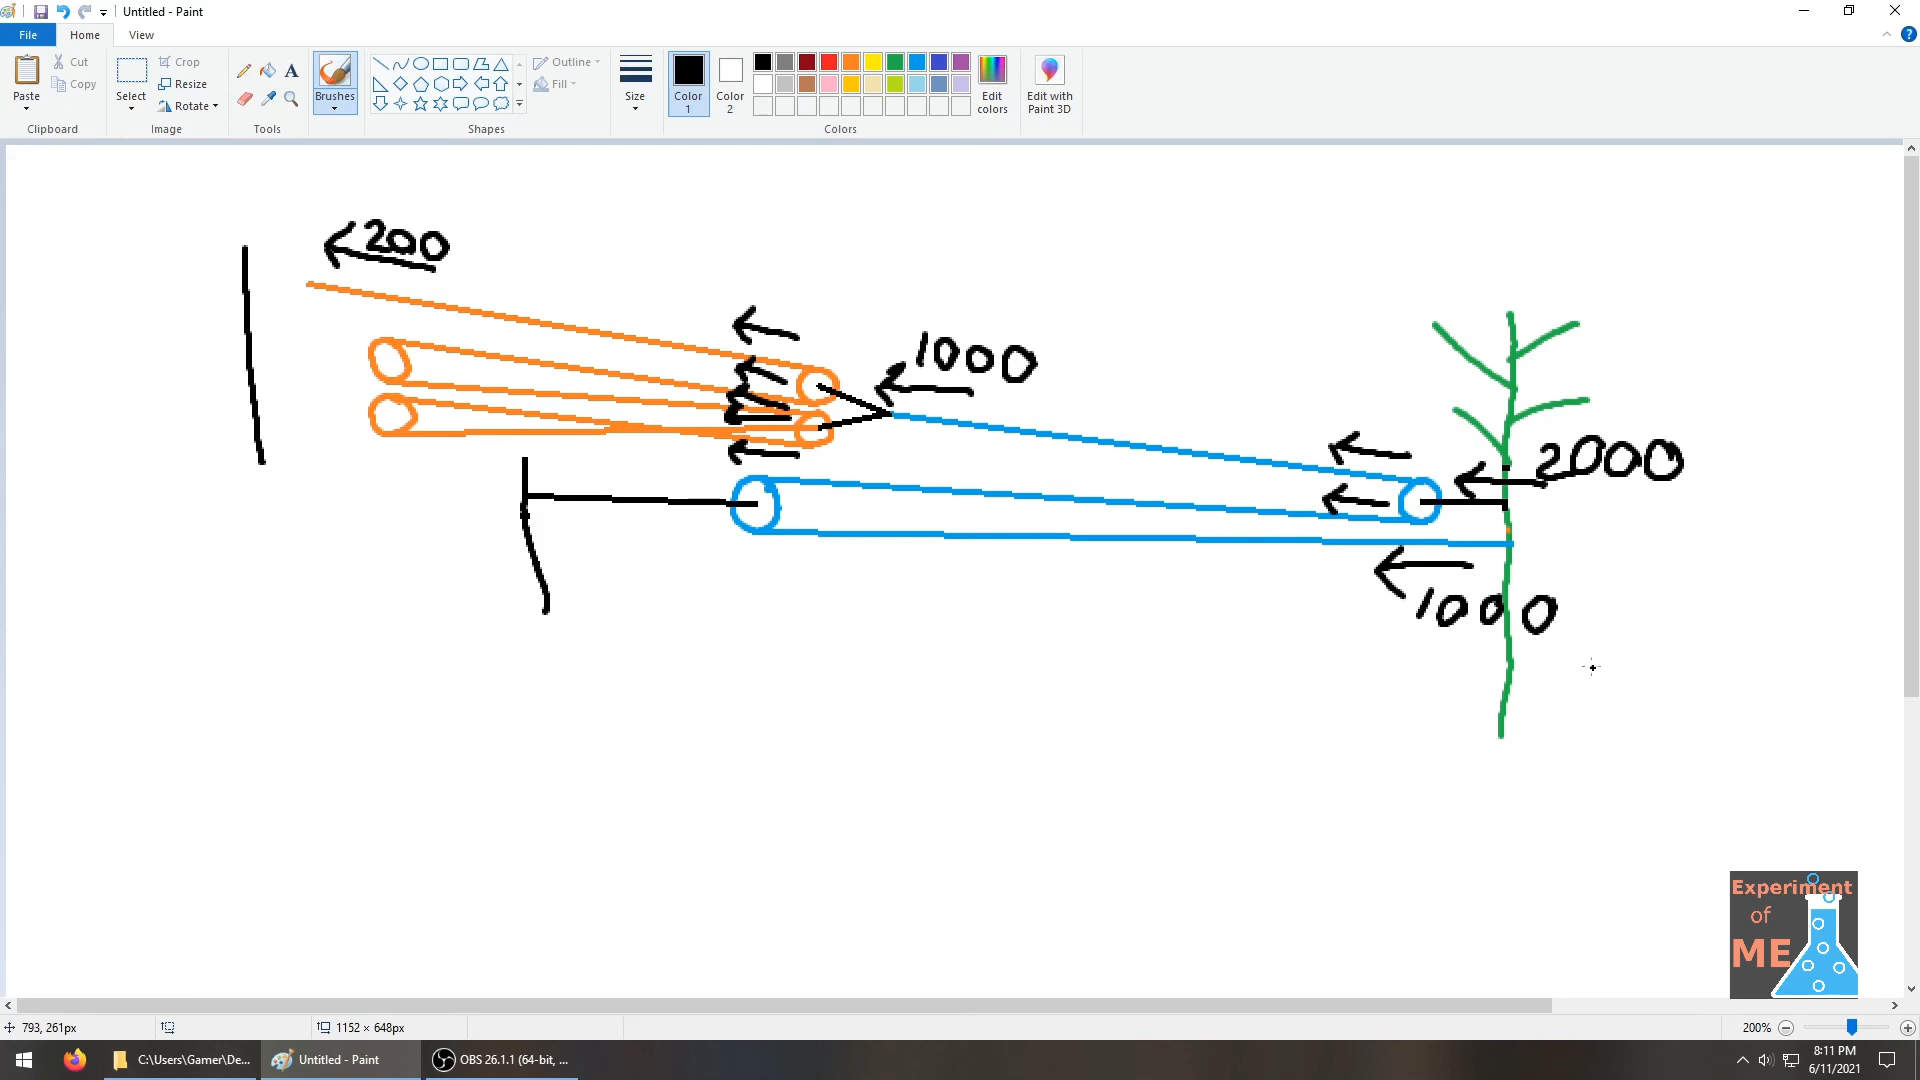 Untitled - Paint
File Home View
Paste
Cut
Copy
Clipboard
Select
Crop
Resize
Rotate
Image
Tools
Brushes
Shapes
Outline
Fill
Size
Color 1
Color 2
Colors
Edit colors
Edit with Paint 3D
200
1000
2000
1000
Experiment
of
ME
793, 261px
1152 × 648px
200%
C:\Users\Gamer\De...
Untitled - Paint
OBS 26.1.1 (64-bit, ...
8:11 PM
6/11/2021